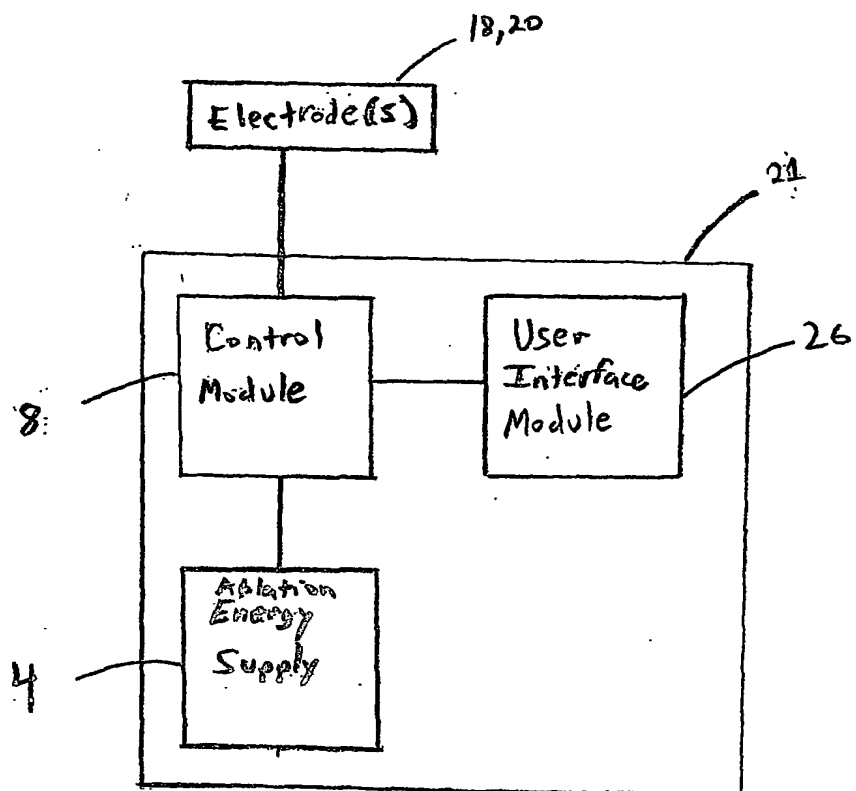 18,20
Electrode(s)
21
Control
Module
User
Interface
Module
26
8
Ablation
Energy
Supply
4